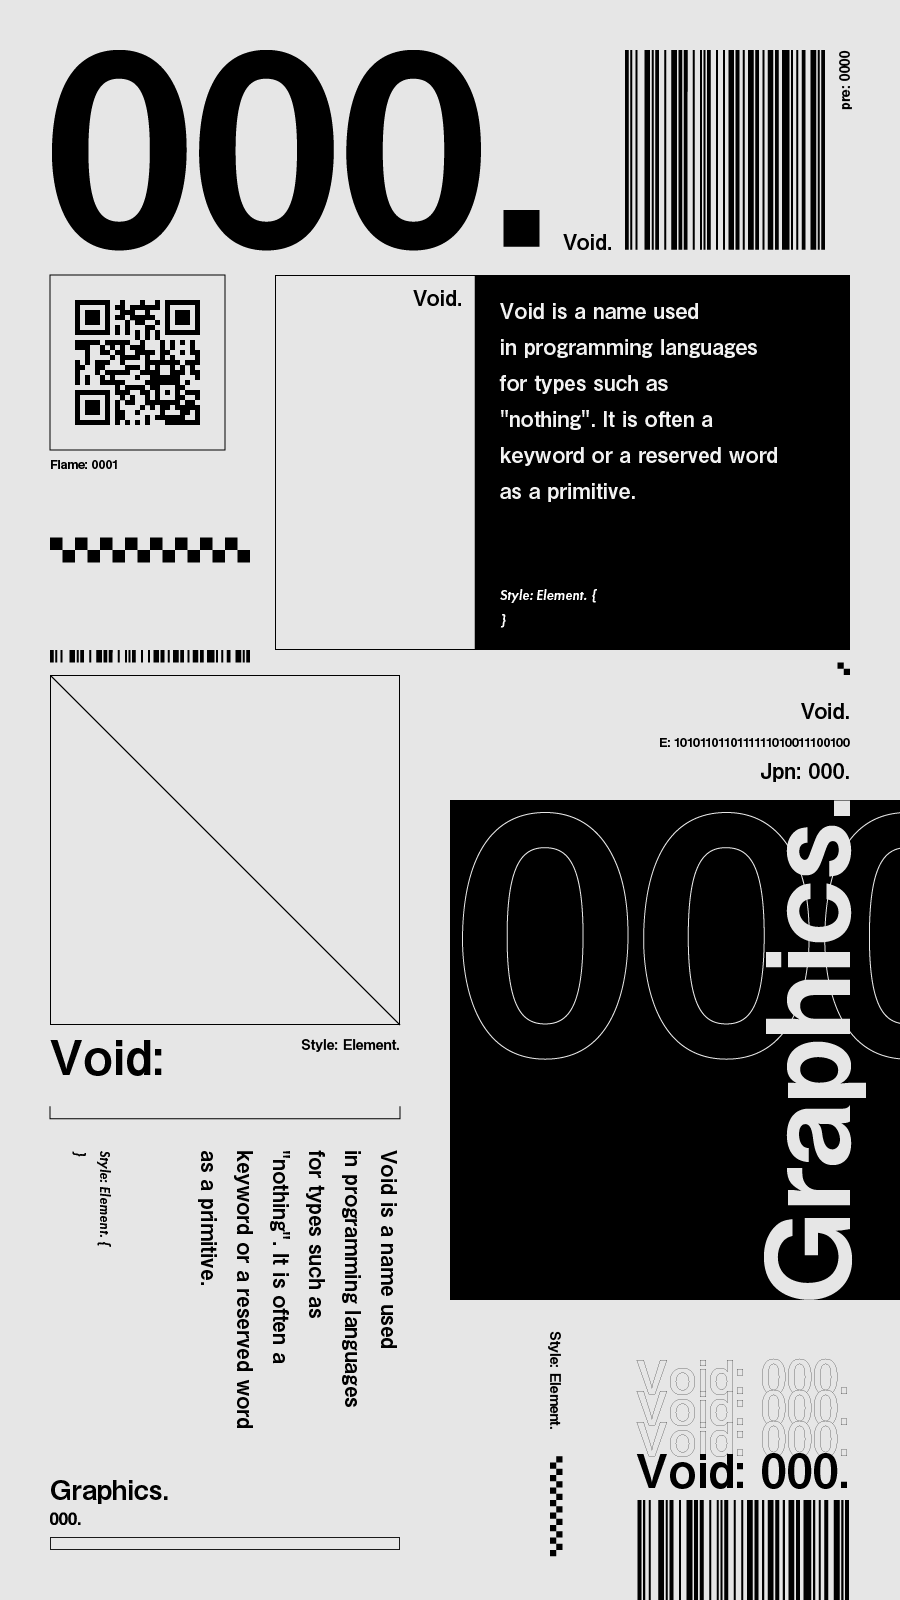 000.
Void.
pre: 0000
Flame: 0001
Void.
Void is a name used
in programming languages
for types such as
"nothing". It is often a
keyword or a reserved word
as a primitive.
Style: Element. {
}
Void.
E: 1010110110111111010011100100
Jpn: 000.
000
Graphics.
Void:
Style: Element.
Void is a name used
in programming languages
for types such as
"nothing". It is often a
keyword or a reserved word
as a primitive.
Style: Element. {
}
Style: Element.
Void: 000.
Void: 000.
Void: 000.
Void: 000.
Graphics.
000.